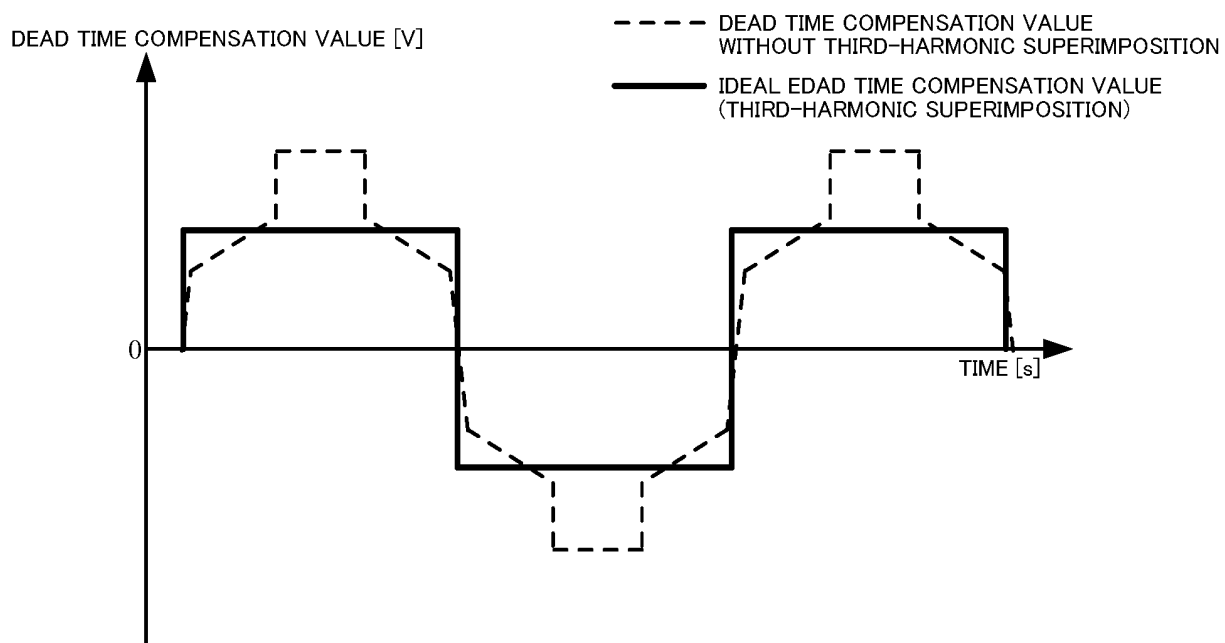 DEAD TIME COMPENSATION VALUE [V]
DEAD TIME COMPENSATION VALUE
WITHOUT THIRD-HARMONIC SUPERIMPOSITION
IDEAL EDAD TIME COMPENSATION VALUE
(THIRD-HARMONIC SUPERIMPOSITION)
0
TIME [s]